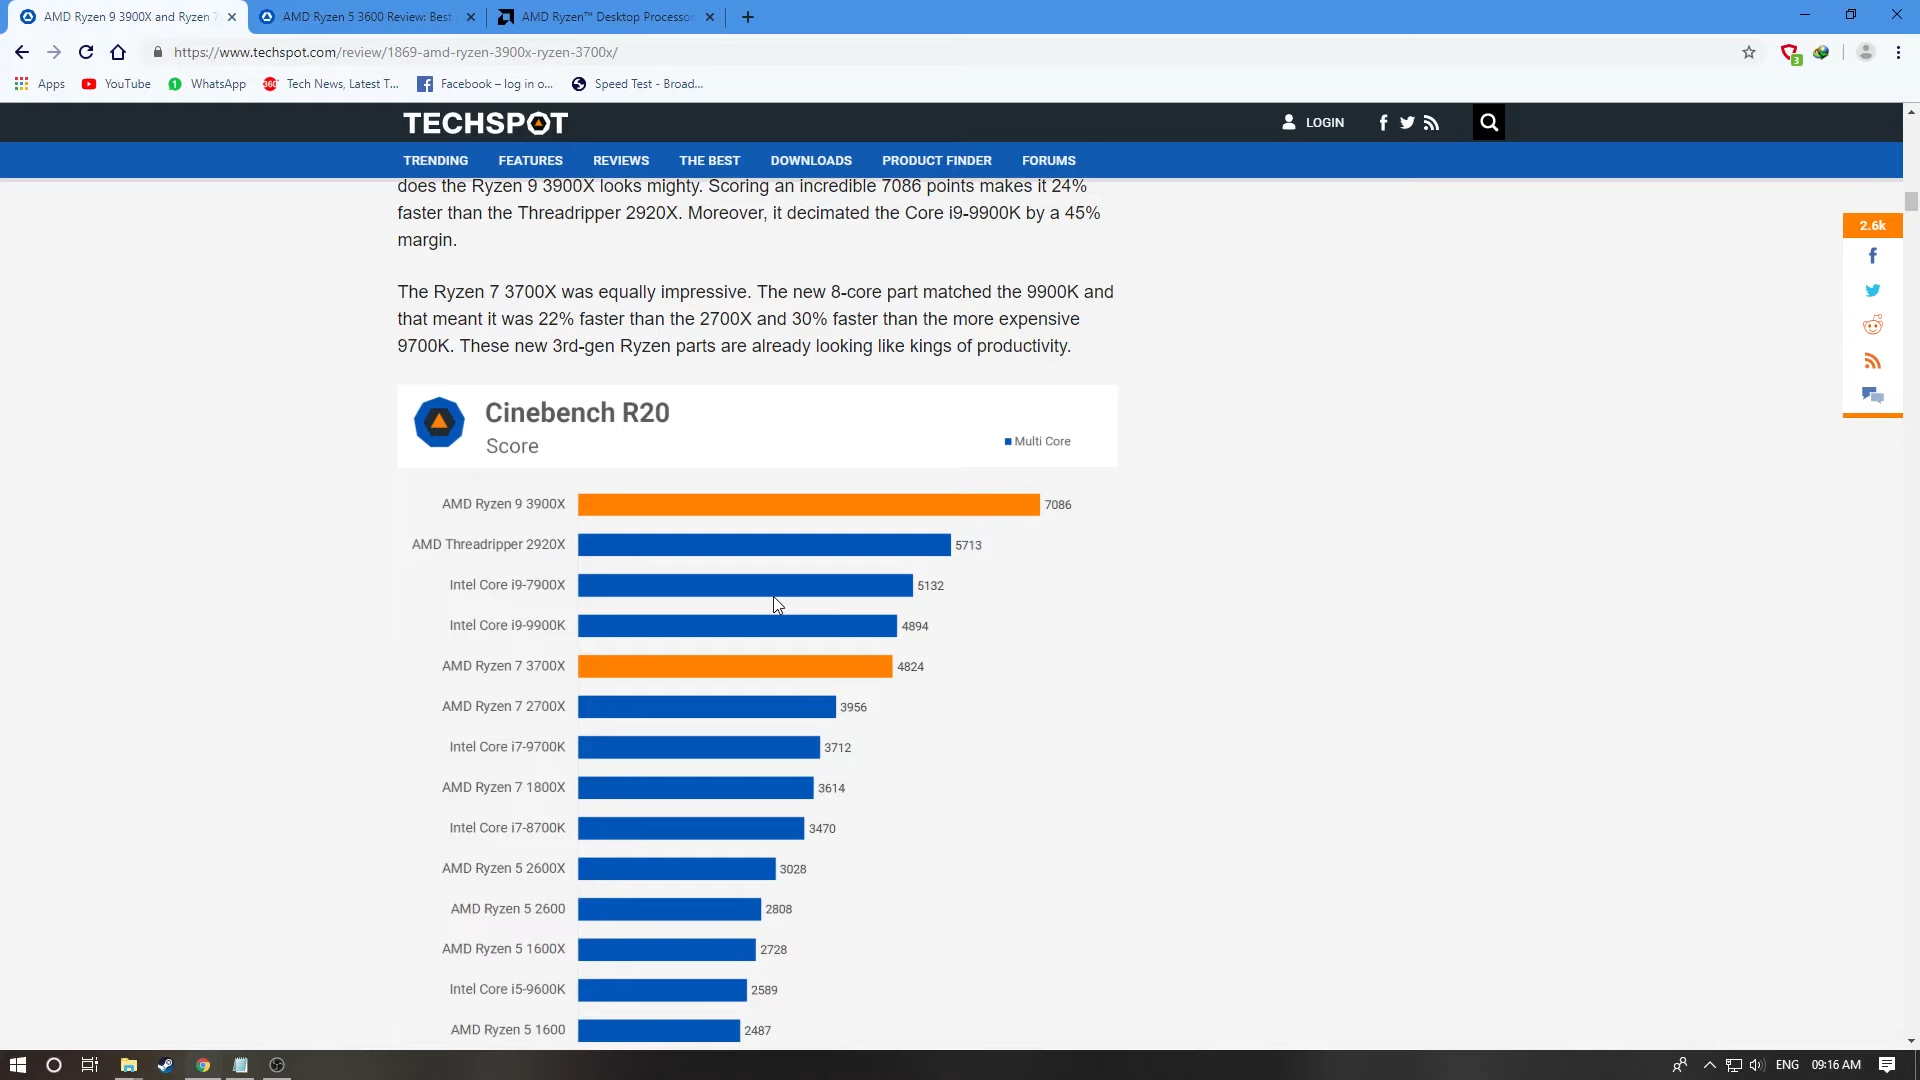 AMD Ryzen 9 3900X and Ryzen 7
AMD Ryzen 5 3600 Review: Best
AMD Ryzen™ Desktop Processo
https://www.techspot.com/review/1869-amd-ryzen-3900x-ryzen-3700x/
3
Apps
YouTube
1
WhatsApp
360
Tech News, Latest T...
Facebook – log in o...
Speed Test - Broad...
TECHSPOT
LOGIN
TRENDING
FEATURES
REVIEWS
THE BEST
DOWNLOADS
PRODUCT FINDER
FORUMS
does the Ryzen 9 3900X looks mighty. Scoring an incredible 7086 points makes it 24%
faster than the Threadripper 2920X. Moreover, it decimated the Core i9-9900K by a 45%
margin.
The Ryzen 7 3700X was equally impressive. The new 8-core part matched the 9900K and
that meant it was 22% faster than the 2700X and 30% faster than the more expensive
9700K. These new 3rd-gen Ryzen parts are already looking like kings of productivity.
2.6k
Cinebench R20
Score
Multi Core
AMD Ryzen 9 3900X 7086
AMD Threadripper 2920X 5713
Intel Core i9-7900X 5132
Intel Core i9-9900K 4894
AMD Ryzen 7 3700X 4824
AMD Ryzen 7 2700X 3956
Intel Core i7-9700K 3712
AMD Ryzen 7 1800X 3614
Intel Core i7-8700K 3470
AMD Ryzen 5 2600X 3028
AMD Ryzen 5 2600 2808
AMD Ryzen 5 1600X 2728
Intel Core i5-9600K 2589
AMD Ryzen 5 1600 2487
ENG
09:16 AM